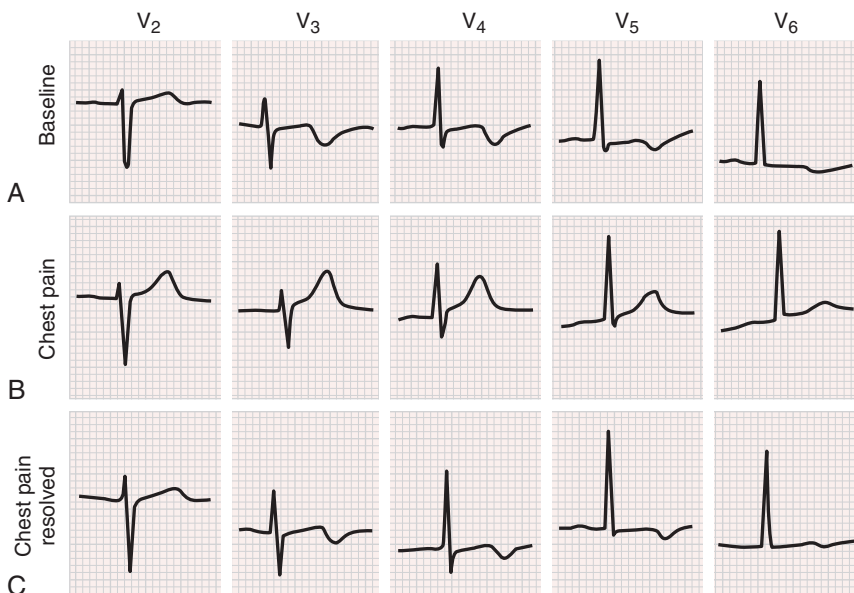 V2 V3 V4 V5 V6
Baseline
A
Chest pain
B
Chest pain
resolved
C